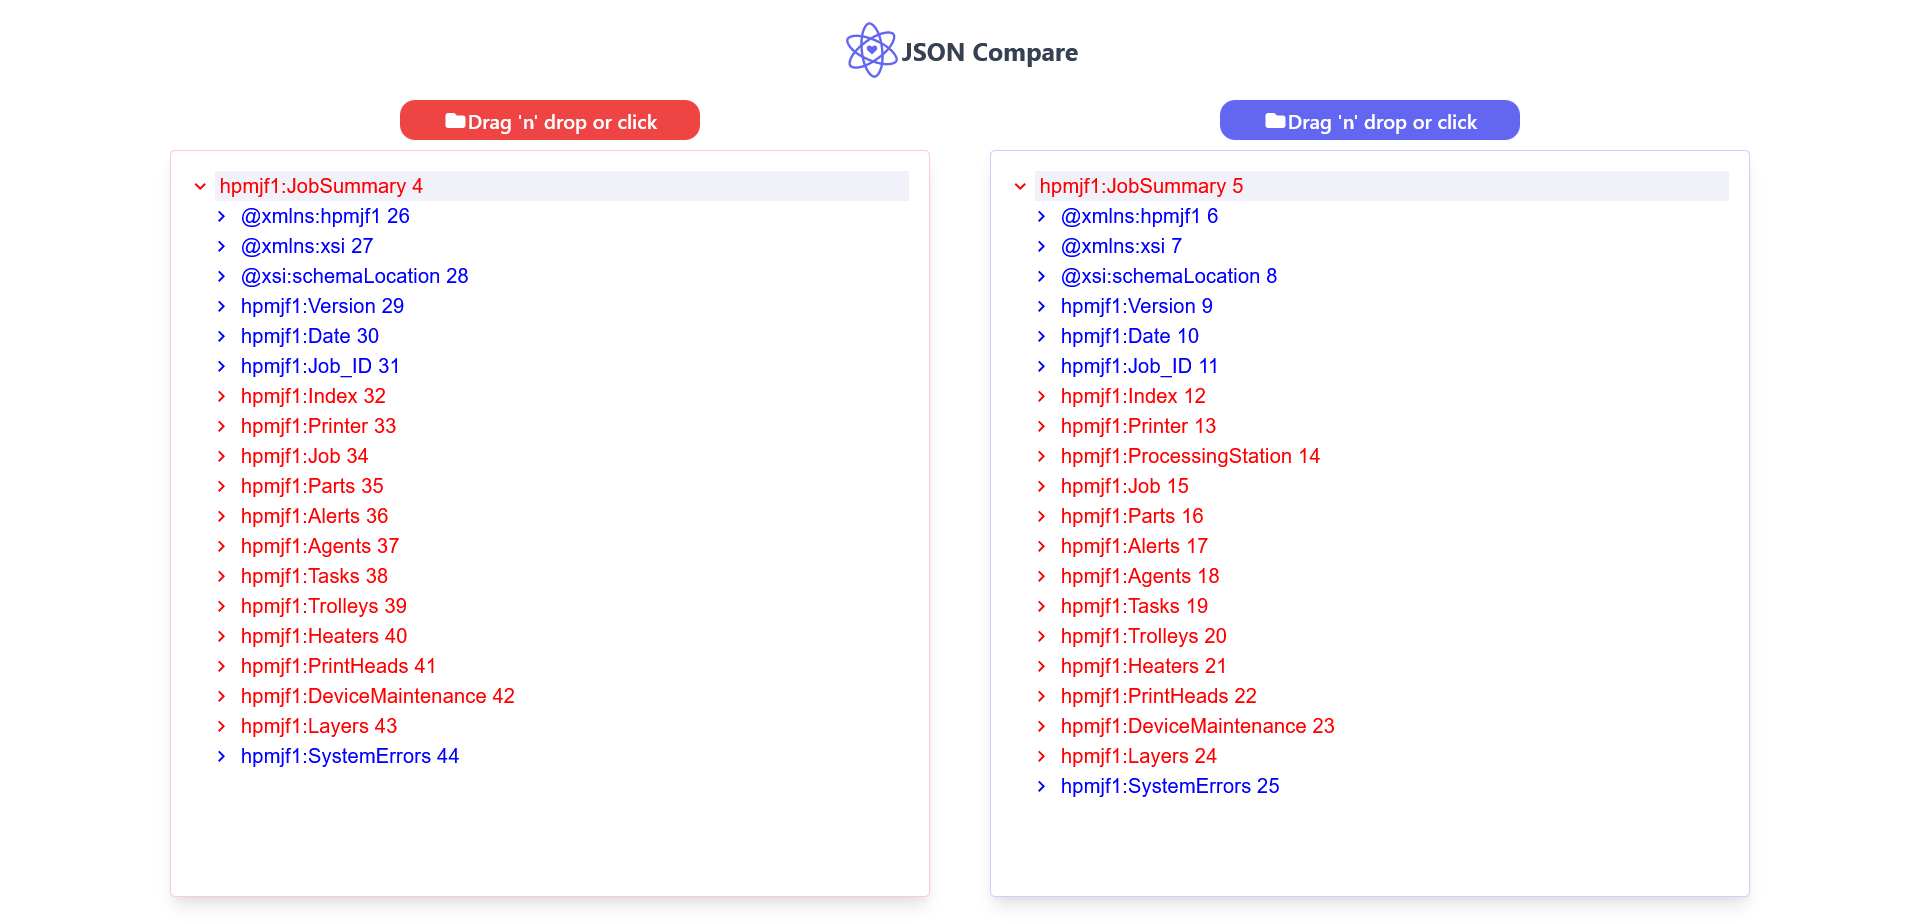 JSON Compare
Drag 'n' drop or click
hpmjf1:JobSummary 4
@xmlns:hpmjf1 26
@xmlns:xsi 27
@xsi:schemaLocation 28
hpmjf1:Version 29
hpmjf1:Date 30
hpmjf1:Job_ID 31
hpmjf1:Index 32
hpmjf1:Printer 33
hpmjf1:Job 34
hpmjf1:Parts 35
hpmjf1:Alerts 36
hpmjf1:Agents 37
hpmjf1:Tasks 38
hpmjf1:Trolleys 39
hpmjf1:Heaters 40
hpmjf1:PrintHeads 41
hpmjf1:DeviceMaintenance 42
hpmjf1:Layers 43
hpmjf1:SystemErrors 44
Drag 'n' drop or click
hpmjf1:JobSummary 5
@xmlns:hpmjf1 6
@xmlns:xsi 7
@xsi:schemaLocation 8
hpmjf1:Version 9
hpmjf1:Date 10
hpmjf1:Job_ID 11
hpmjf1:Index 12
hpmjf1:Printer 13
hpmjf1:ProcessingStation 14
hpmjf1:Job 15
hpmjf1:Parts 16
hpmjf1:Alerts 17
hpmjf1:Agents 18
hpmjf1:Tasks 19
hpmjf1:Trolleys 20
hpmjf1:Heaters 21
hpmjf1:PrintHeads 22
hpmjf1:DeviceMaintenance 23
hpmjf1:Layers 24
hpmjf1:SystemErrors 25